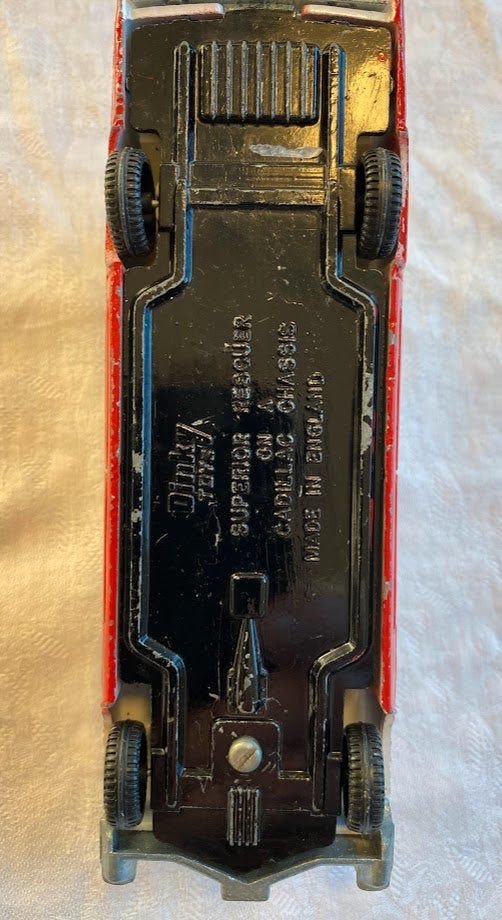 Dinky
TOYS
SUPERIOR RESCUER
ON A
CADILLAC CHASSIS
MADE IN ENGLAND